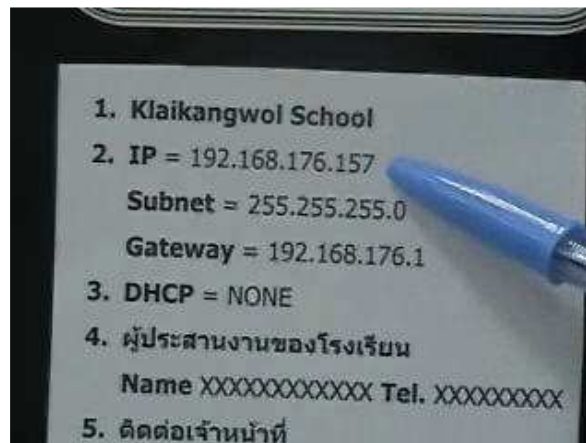 1. Klaikangwol School
2. IP = 192.168.176.157
Subnet = 255.255.255.0
Gateway = 192.168.176.1
3. DHCP = NONE
4. ผู้ประสานงานของโรงเรียน
Name XXXXXXXXXXXX Tel. XXXXXXXXX
5. ติดต่อเจ้าหน้าที่